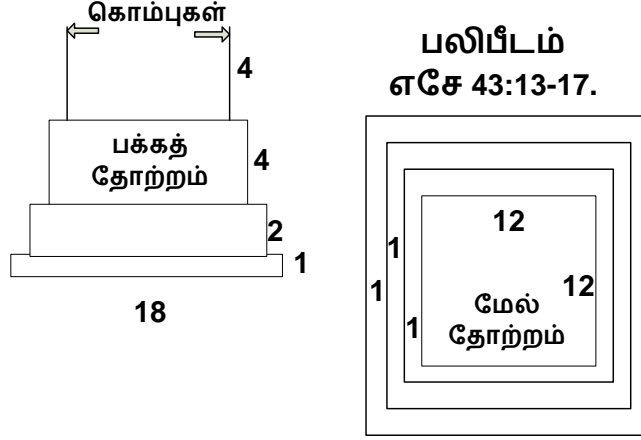 கொம்புகள்
4
பக்கத்
தோற்றம்
4
2
1
18
பலிபீடம்
எசே 43:13-17.
12
1
12
1
1
மேல்
தோற்றம்